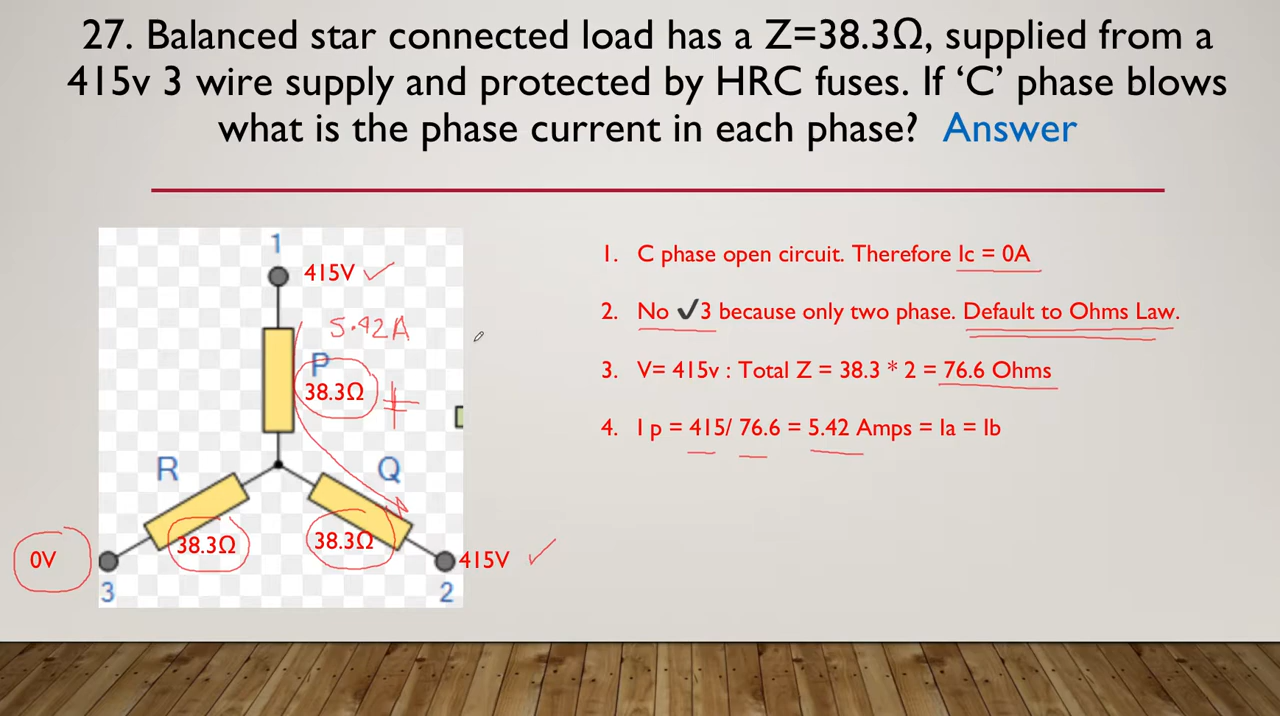 27. Balanced star connected load has a Z=38.3Ω, supplied from a
415v 3 wire supply and protected by HRC fuses. If ‘C’ phase blows
what is the phase current in each phase? Answer
1
415V
5.42A
P
38.3Ω
R
Q
38.3Ω
38.3Ω
0V
415V
3
2
1. C phase open circuit. Therefore Ic = 0A
2. No ✓3 because only two phase. Default to Ohms Law.
3. V= 415v : Total Z = 38.3 * 2 = 76.6 Ohms
4. I p = 415/ 76.6 = 5.42 Amps = Ia = Ib